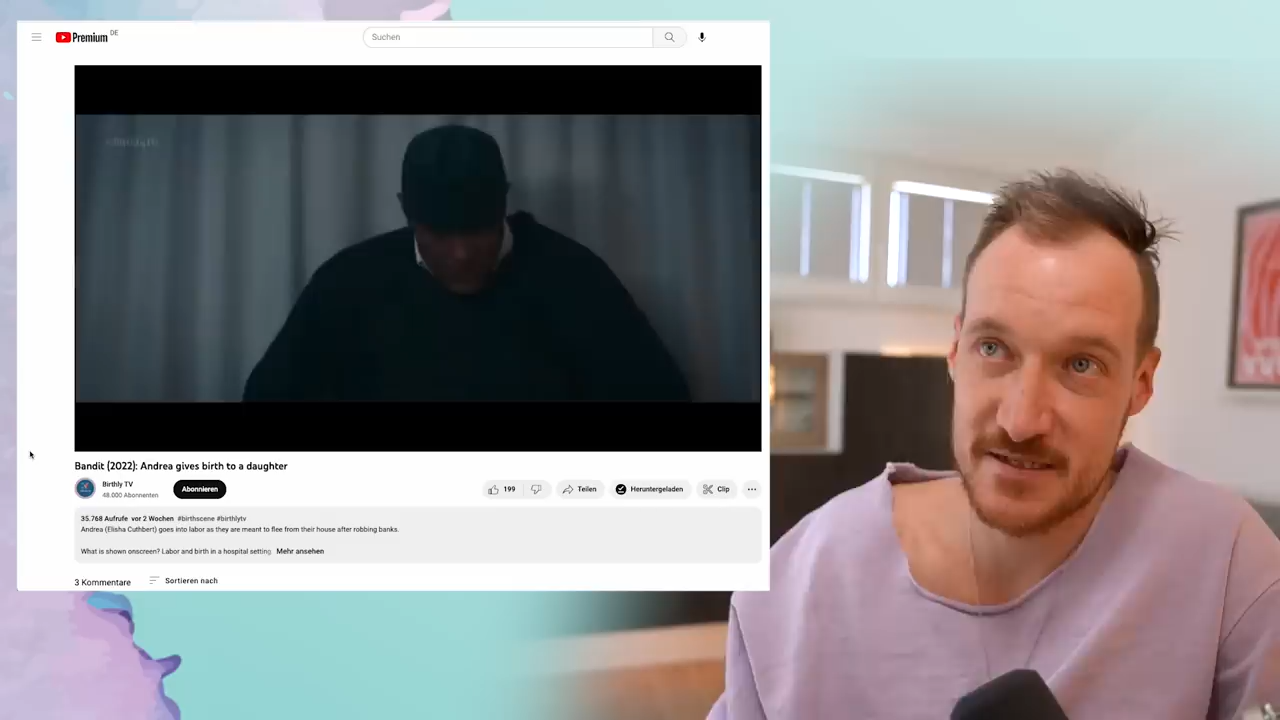 Premium DE
Suchen
Bandit (2022): Andrea gives birth to a daughter
Birthly TV
48.000 Abonnenten
Abonnieren
199
Teilen
Heruntergeladen
Clip
35.768 Aufrufe vor 2 Wochen #birthscene #birthlytv
Andrea (Elisha Cuthbert) goes into labor as they are meant to flee from their house after robbing banks.
What is shown onscreen? Labor and birth in a hospital setting. Mehr ansehen
3 Kommentare
Sortieren nach